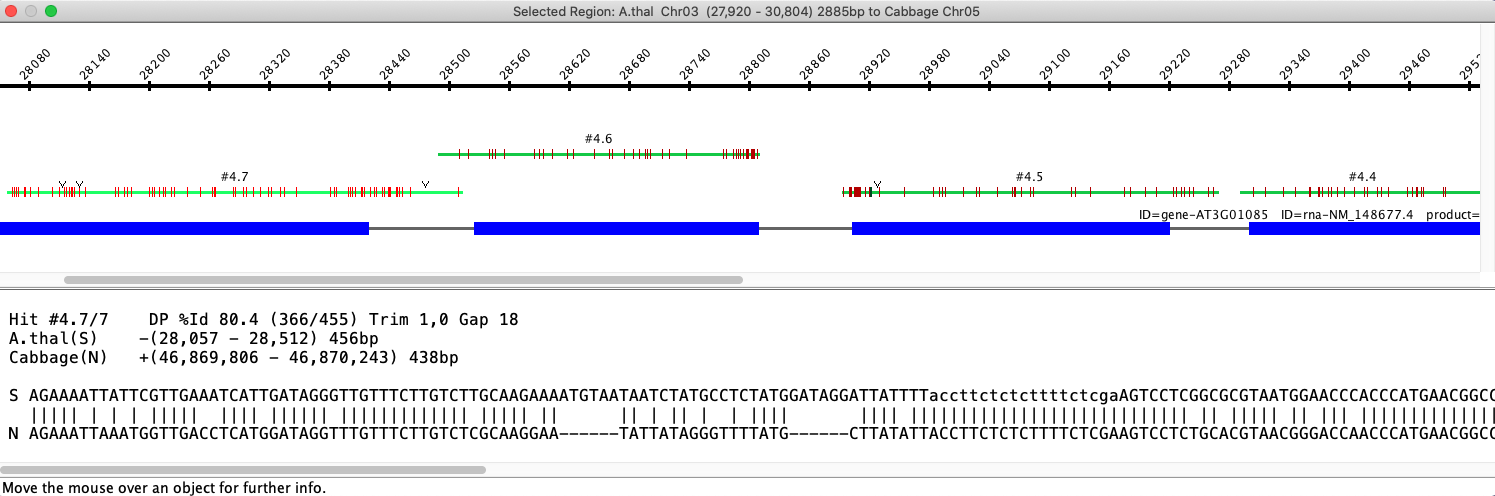 Selected Region: A.thal Chr03 (27,920 - 30,804) 2885bp to Cabbage Chr05
28080 28140 28200 28260 28320 28380 28440 28500 28560 28620 28680 28740 28800 28860 28920 28980 29040 29100 29160 29220 29280 29340 29400 29460 2952
#4.6
#4.7 #4.5 #4.4
ID=gene-AT3G01085 ID=rna-NM_148677.4 product=
Hit #4.7/7 DP %Id 80.4 (366/455) Trim 1,0 Gap 18
A.thal(S) -(28,057 - 28,512) 456bp
Cabbage(N) +(46,869,806 - 46,870,243) 438bp
S AGAAAATTATTCGTTGAAATCATTGATAGGGTTGTTTCTTGTCTTGCAAGAAAATGTAATAATCTATGCCTCTATGGATAGGATTATTTTaccttctctctcttttctcgaAGTCCTCGGCGCGTAATGGAACCCACCCATGAACGGCC
N AGAAATTAAATGGTTGACCTCATGGATAGGTTTGTTTCTTGTCTCGCAAGGAA------TATTATAGGGTTTTATG------CTTATATTACCTTCTCTCTCTTTTCTCGAAGTCCTCTGCACGTAACGGGACCAACCCATGAACGGCC
Move the mouse over an object for further info.